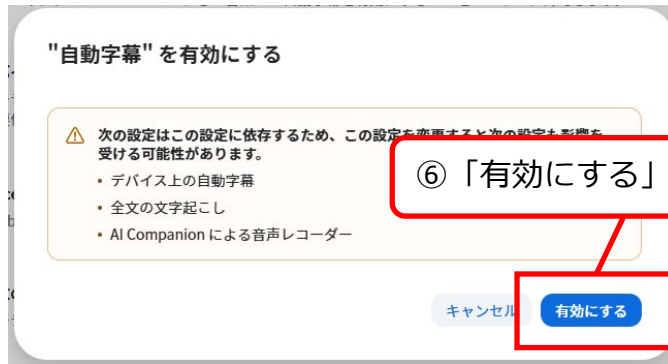 "自動字幕" を有効にする
次の設定はこの設定に依存するため、この設定を変更すると次の設定も影響を
受ける可能性があります。
• デバイス上の自動字幕
• 全文の文字起こし
• AI Companion による音声レコーダー
⑥「有効にする」
キャンセル
有効にする